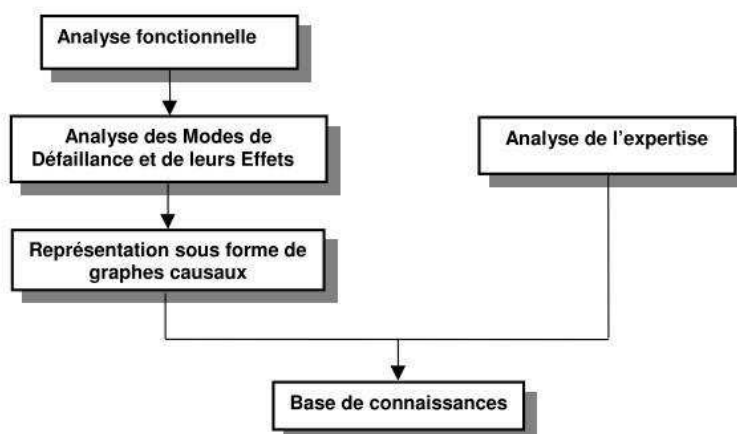 Analyse fonctionnelle
Analyse des Modes de
Défaillance et de leurs Effets
Analyse de l'expertise
Représentation sous forme de
graphes causaux
Base de connaissances